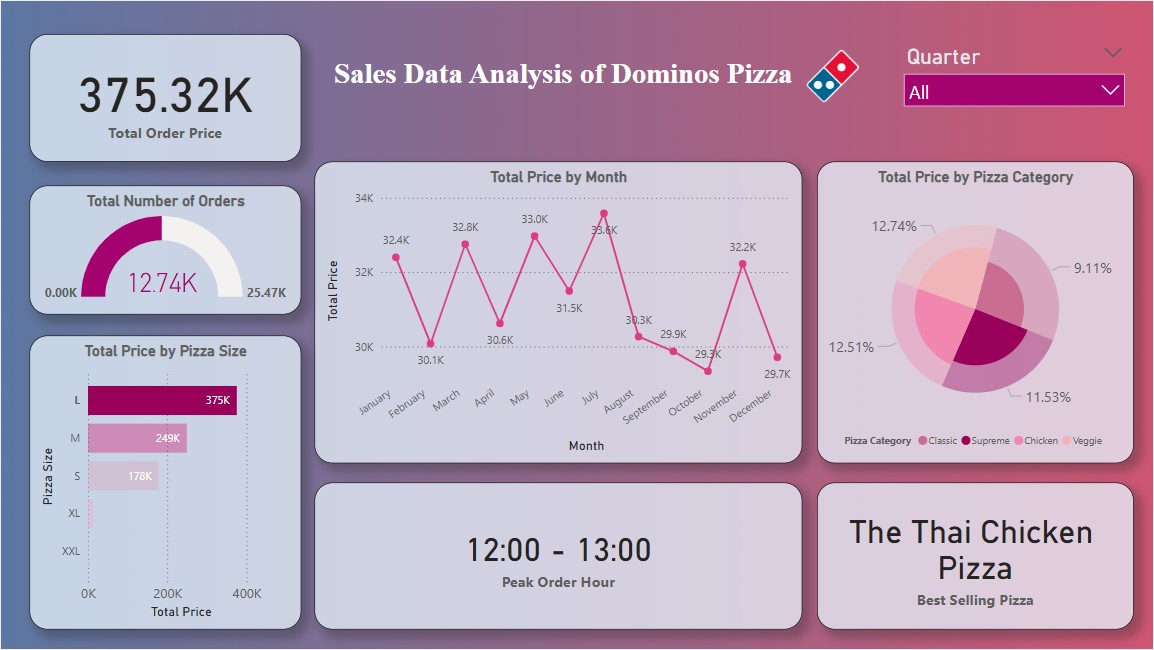 375.32K
Total Order Price
Sales Data Analysis of Dominos Pizza
Quarter
All
Total Number of Orders
12.74K
0.00K
25.47K
Total Price by Pizza Size
Pizza Size
L
375K
M
249K
S
178K
XL
XXL
0K 200K 400K
Total Price
Total Price by Month
Total Price
34K
32K
30K
32.4K
30.1K
32.8K
30.6K
33.0K
31.5K
33.6K
30.3K
29.9K
29.3K
32.2K
29.7K
January
February
March
April
May
June
July
August
September
October
November
December
Month
Total Price by Pizza Category
12.74%
9.11%
12.51%
11.53%
Pizza Category Classic Supreme Chicken Veggie
12:00 - 13:00
Peak Order Hour
The Thai Chicken
Pizza
Best Selling Pizza